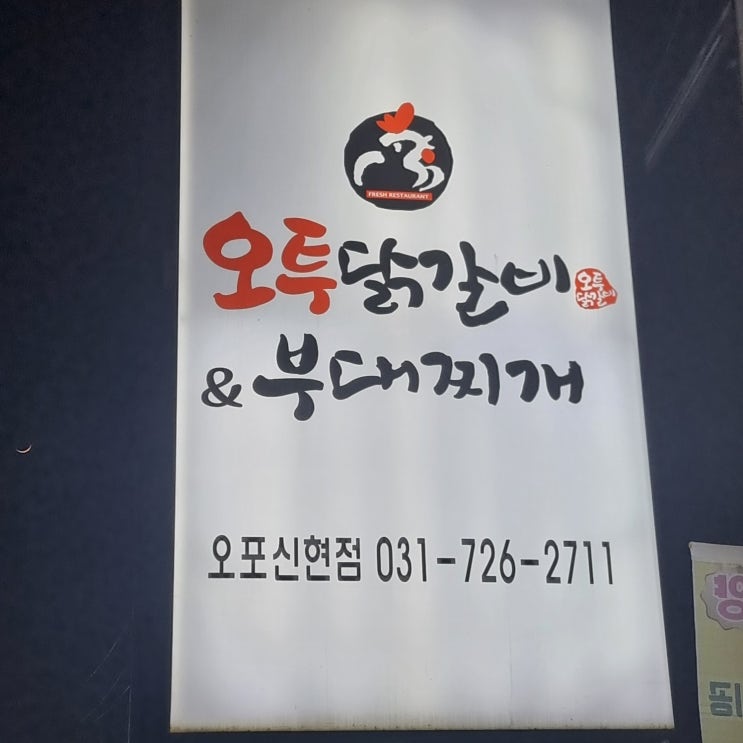 FRESH RESTAURANT
오투닭갈비
오투
닭갈비
&부대찌개
오포신현점 031-726-2711